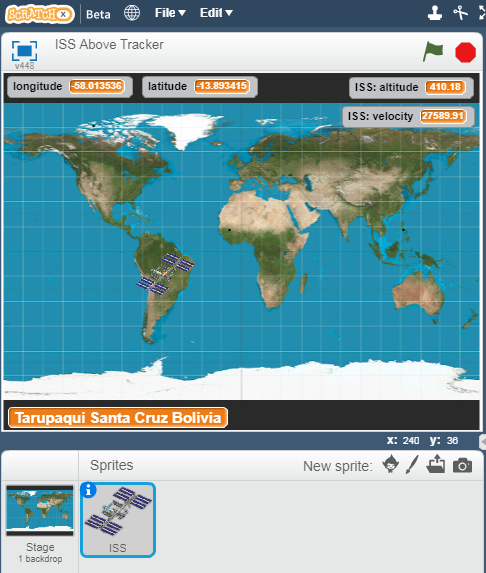 SCRATCHX Beta File Edit
ISS Above Tracker
v448
longitude -58.013536 latitude -13.893415 ISS: altitude 410.18
ISS: velocity 27589.91
Tarupaqui Santa Cruz Bolivia
x: 240 y: 36
Sprites New sprite:
Stage
1 backdrop
i
ISS